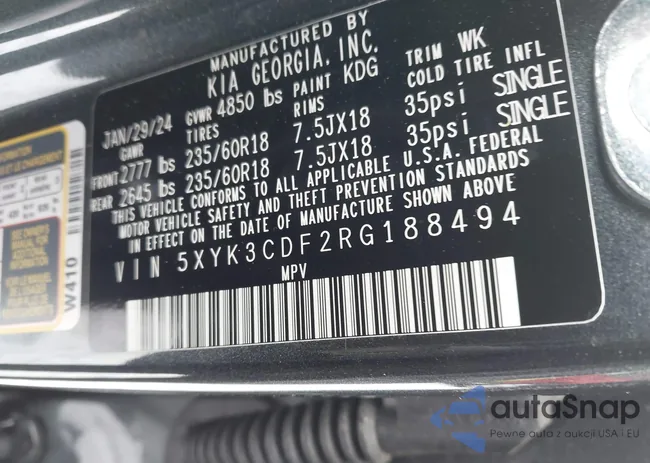 MANUFACTURED BY
KIA GEORGIA, INC.
JAN/29/24 GVWR 4850 lbs PAINT KDG TRIM WK
GAWR TIRES RIMS COLD TIRE INFL
FRONT 2777 lbs 235/60R18 7.5JX18 35psi SINGLE
REAR 2645 lbs 235/60R18 7.5JX18 35psi SINGLE
THIS VEHICLE CONFORMS TO ALL APPLICABLE U.S.A. FEDERAL
MOTOR VEHICLE SAFETY AND THEFT PREVENTION STANDARDS
IN EFFECT ON THE DATE OF MANUFACTURE SHOWN ABOVE
VIN 5XYK3CDF2RG188494
MPV
W410
autaSnap
Pewne auta z aukcji USA i EU